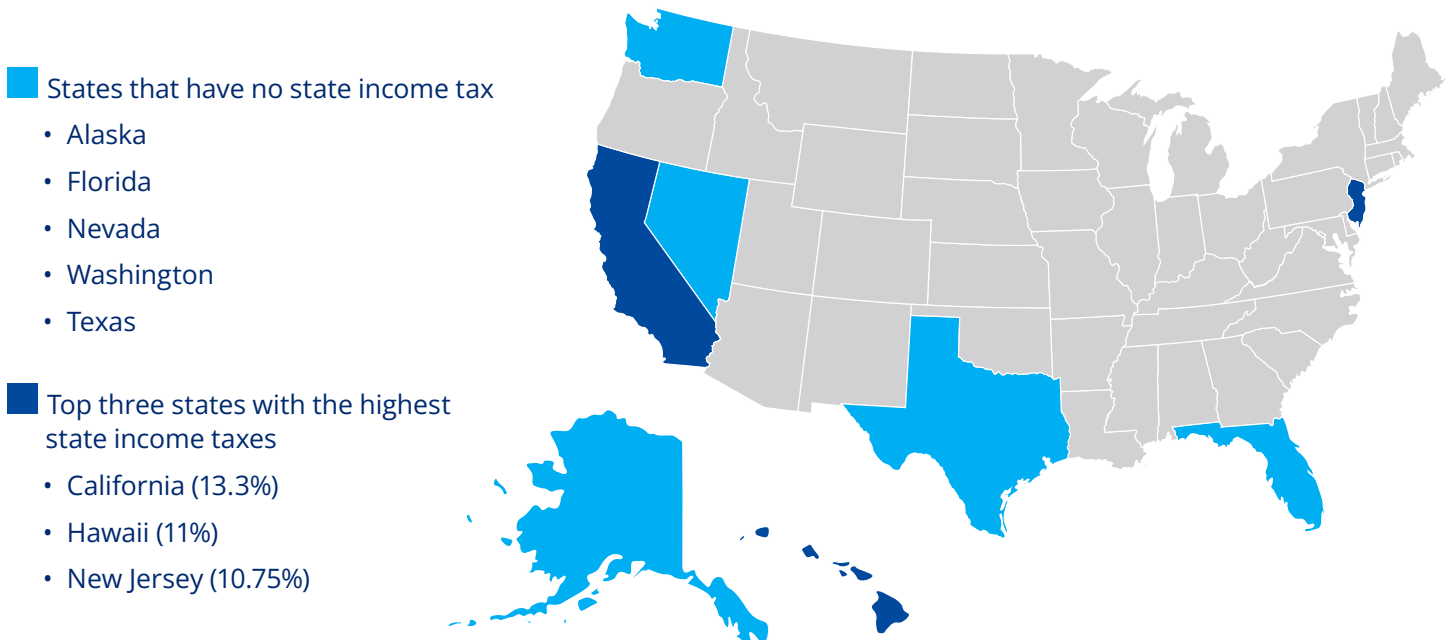 States that have no state income tax
• Alaska
• Florida
• Nevada
• Washington
• Texas
Top three states with the highest
state income taxes
• California (13.3%)
• Hawaii (11%)
• New Jersey (10.75%)